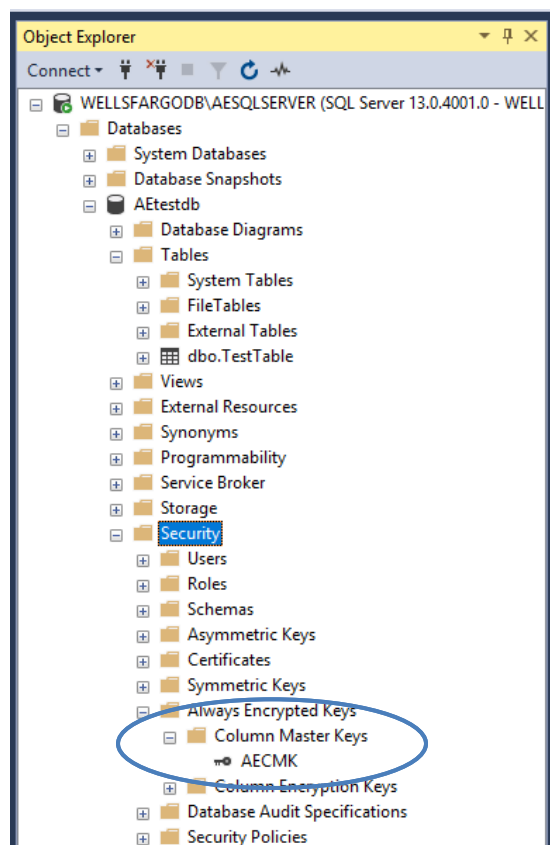 Object Explorer
Connect
WELLSFARGODB\AESQLSERVER (SQL Server 13.0.4001.0 - WELL
Databases
System Databases
Database Snapshots
AEtestdb
Database Diagrams
Tables
System Tables
FileTables
External Tables
dbo.TestTable
Views
External Resources
Synonyms
Programmability
Service Broker
Storage
Security
Users
Roles
Schemas
Asymmetric Keys
Certificates
Symmetric Keys
Always Encrypted Keys
Column Master Keys
AECMK
Column Encryption Keys
Database Audit Specifications
Security Policies